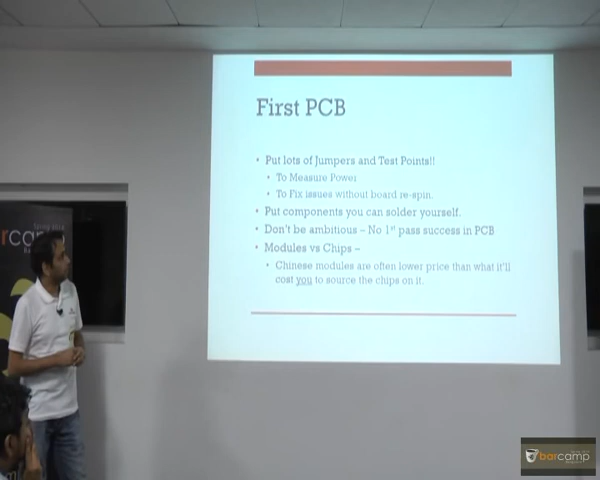 First PCB
• Put lots of Jumpers and Test Points!!
• To Measure Power
• To Fix issues without board re-spin.
• Put components you can solder yourself.
• Don't be ambitious – No 1st pass success in PCB
• Modules vs Chips –
• Chinese modules are often lower price than what it'll
cost you to source the chips on it.
rcam
barcamp